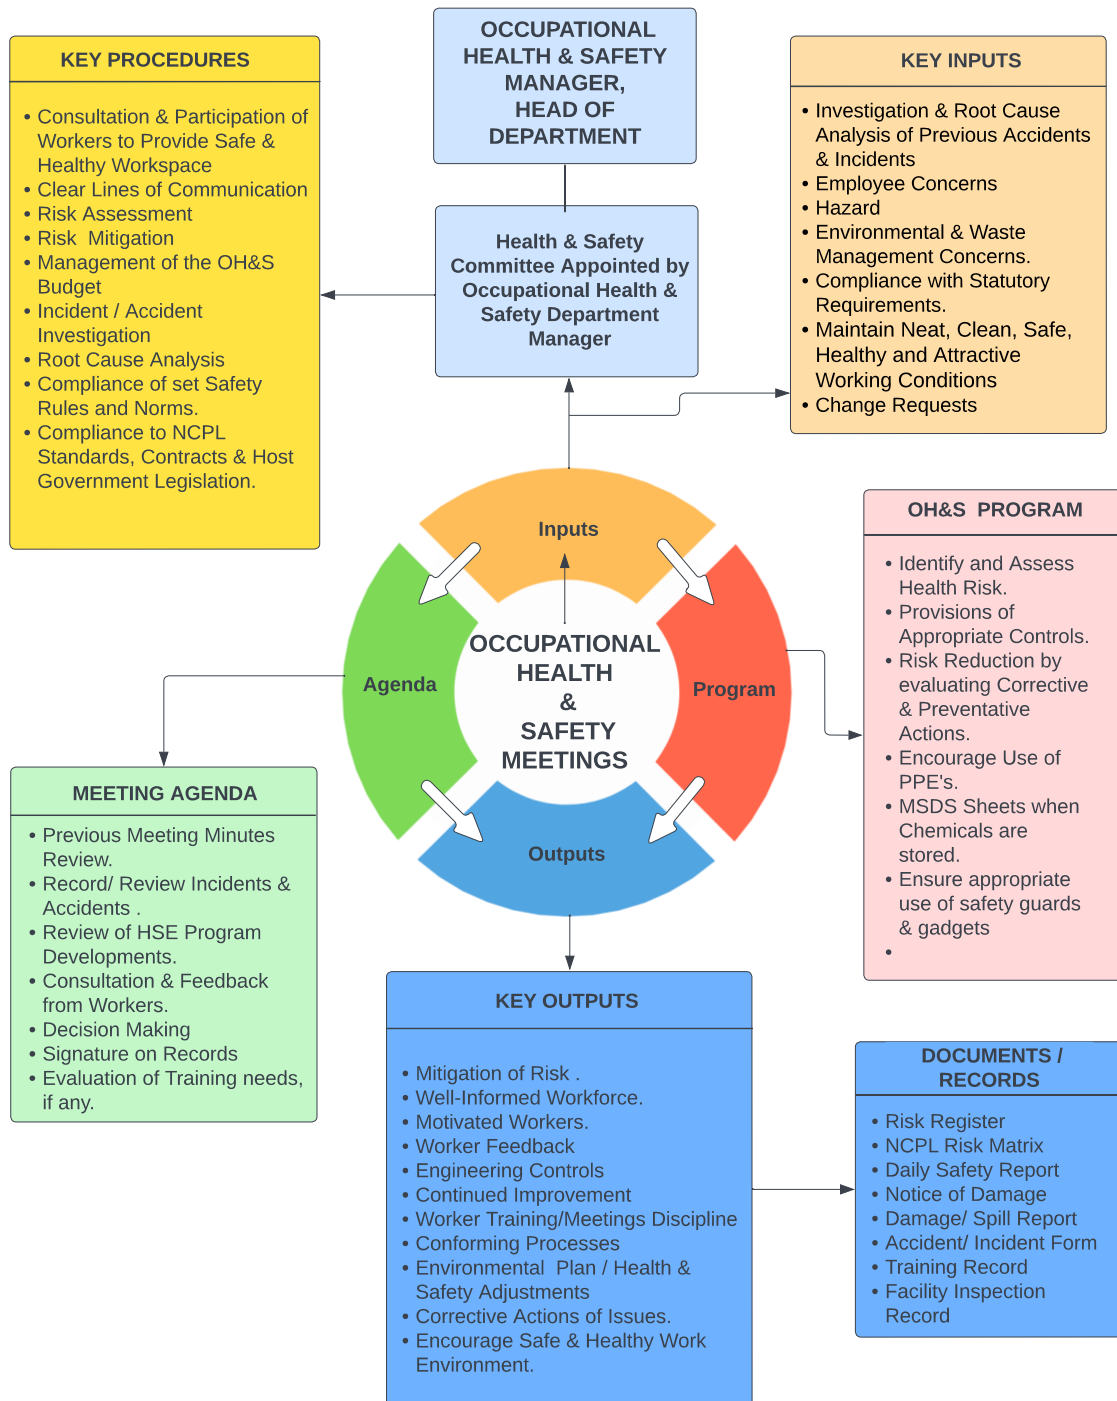 OCCUPATIONAL
HEALTH & SAFETY
MANAGER,
HEAD OF
DEPARTMENT
KEY PROCEDURES
• Consultation & Participation of
Workers to Provide Safe &
Healthy Workspace
• Clear Lines of Communication
• Risk Assessment
• Risk  Mitigation
• Management of the OH&S
Budget
• Incident / Accident
Investigation
• Root Cause Analysis
• Compliance of set Safety
Rules and Norms.
• Compliance to NCPL
Standards, Contracts & Host
Government Legislation.
Health & Safety
Committee Appointed by
Occupational Health &
Safety Department
Manager
KEY INPUTS
• Investigation & Root Cause
Analysis of Previous Accidents
& Incidents
• Employee Concerns
• Hazard
• Environmental & Waste
Management Concerns.
• Compliance with Statutory
Requirements.
• Maintain Neat, Clean, Safe,
Healthy and Attractive
Working Conditions
• Change Requests
Inputs
Agenda
OCCUPATIONAL
HEALTH
&
SAFETY
MEETINGS
Program
Outputs
OH&S  PROGRAM
• Identify and Assess
Health Risk.
• Provisions of
Appropriate Controls.
• Risk Reduction by
evaluating Corrective
& Preventative
Actions.
• Encourage Use of
PPE's.
• MSDS Sheets when
Chemicals are
stored.
• Ensure appropriate
use of safety guards
& gadgets
•
MEETING AGENDA
• Previous Meeting Minutes
Review.
• Record/ Review Incidents &
Accidents .
• Review of HSE Program
Developments.
• Consultation & Feedback
from Workers.
• Decision Making
• Signature on Records
• Evaluation of Training needs,
if any.
KEY OUTPUTS
• Mitigation of Risk .
• Well-Informed Workforce.
• Motivated Workers.
• Worker Feedback
• Engineering Controls
• Continued Improvement
• Worker Training/Meetings Discipline
• Conforming Processes
• Environmental  Plan / Health &
Safety Adjustments
• Corrective Actions of Issues.
• Encourage Safe & Healthy Work
Environment.
DOCUMENTS /
RECORDS
• Risk Register
• NCPL Risk Matrix
• Daily Safety Report
• Notice of Damage
• Damage/ Spill Report
• Accident/ Incident Form
• Training Record
• Facility Inspection
Record